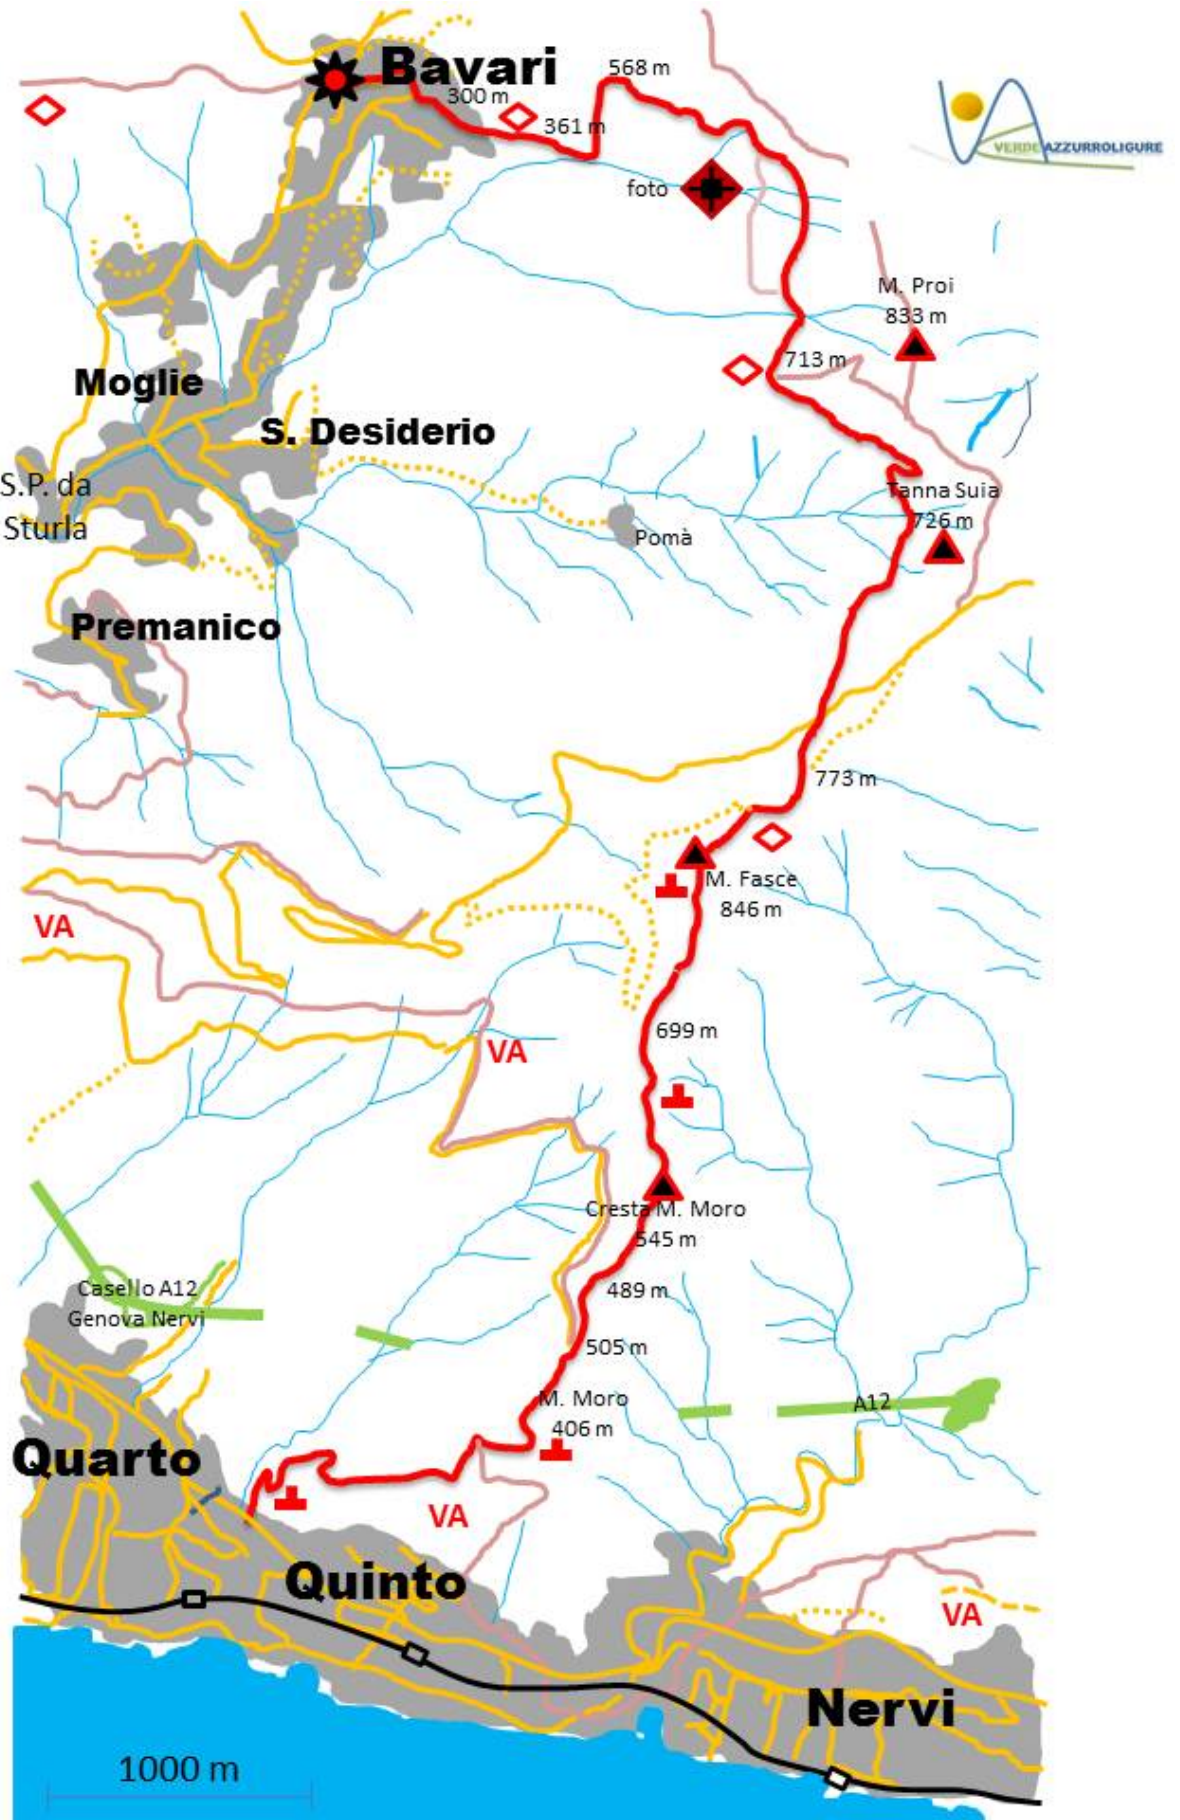 Bavari
568 m
300 m
361 m
VERDEAZZURROLIGURE
foto
M. Proi
833 m
713 m
Moglie
S. Desiderio
S.P. da
Sturla
Tanna Suia
726 m
Pomà
Premanico
773 m
M. Fasce
846 m
VA
699 m
VA
Cresta M. Moro
545 m
Casello A12
Genova Nervi
489 m
505 m
M. Moro
406 m
A12
Quarto
VA
Quinto
VA
Nervi
1000 m